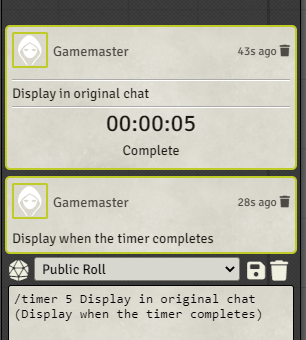 Gamemaster 43s ago
Display in original chat
00:00:05
Complete
Gamemaster 28s ago
Display when the timer completes
Public Roll
/timer 5 Display in original chat
(Display when the timer completes)